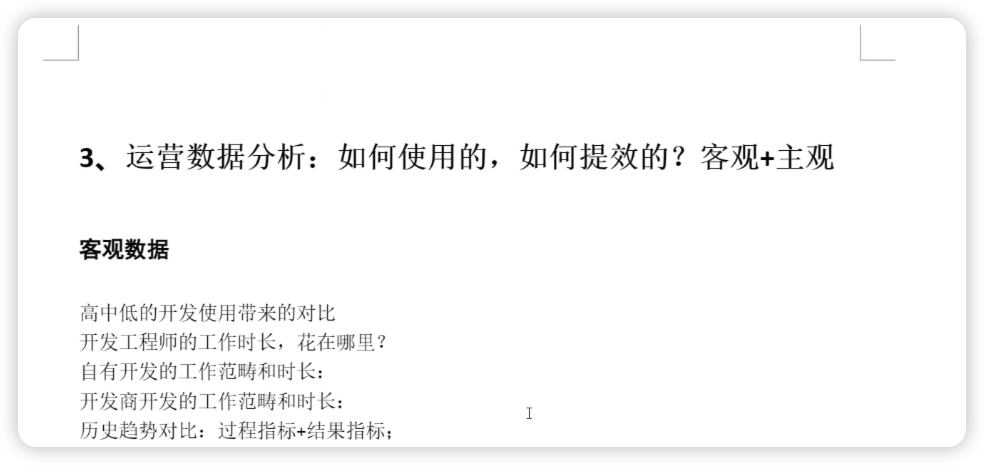 3、运营数据分析：如何使用的，如何提效的？客观+主观
客观数据
高中低的开发使用带来的对比
开发工程师的工作时长，花在哪里？
自有开发的工作范畴和时长：
开发商开发的工作范畴和时长：
历史趋势对比：过程指标+结果指标；